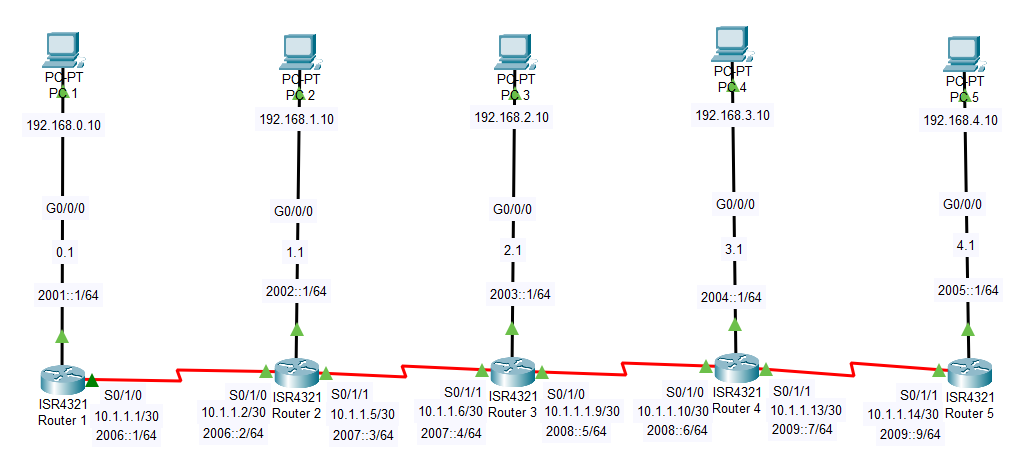 PC-PT
PC 1
192.168.0.10
G0/0/0
0.1
2001::1/64
ISR4321
Router 1
S0/1/0
10.1.1.1/30
2006::1/64
PC-PT
PC 2
192.168.1.10
G0/0/0
1.1
2002::1/64
S0/1/0
10.1.1.2/30
2006::2/64
ISR4321
Router 2
S0/1/1
10.1.1.5/30
2007::3/64
PC-PT
PC 3
192.168.2.10
G0/0/0
2.1
2003::1/64
S0/1/1
10.1.1.6/30
2007::4/64
ISR4321
Router 3
S0/1/0
10.1.1.1.9/30
2008::5/64
PC-PT
PC 4
192.168.3.10
G0/0/0
3.1
2004::1/64
S0/1/0
10.1.1.10/30
2008::6/64
ISR4321
Router 4
S0/1/1
10.1.1.13/30
2009::7/64
PC-PT
PC 5
192.168.4.10
G0/0/0
4.1
2005::1/64
S0/1/1
10.1.1.14/30
2009::9/64
ISR4321
Router 5